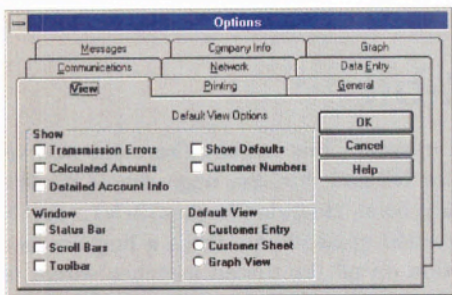 Options
Messages Company Info Graph
Communications Network Data Entry
View Printing General
Default View Options
Show
Transmission Errors Show Defaults
Calculated Amounts Customer Numbers
Detailed Account Info
OK
Cancel
Help
Window
Status Bar
Scroll Bars
Toolbar
Default View
Customer Entry
Customer Sheet
Graph View